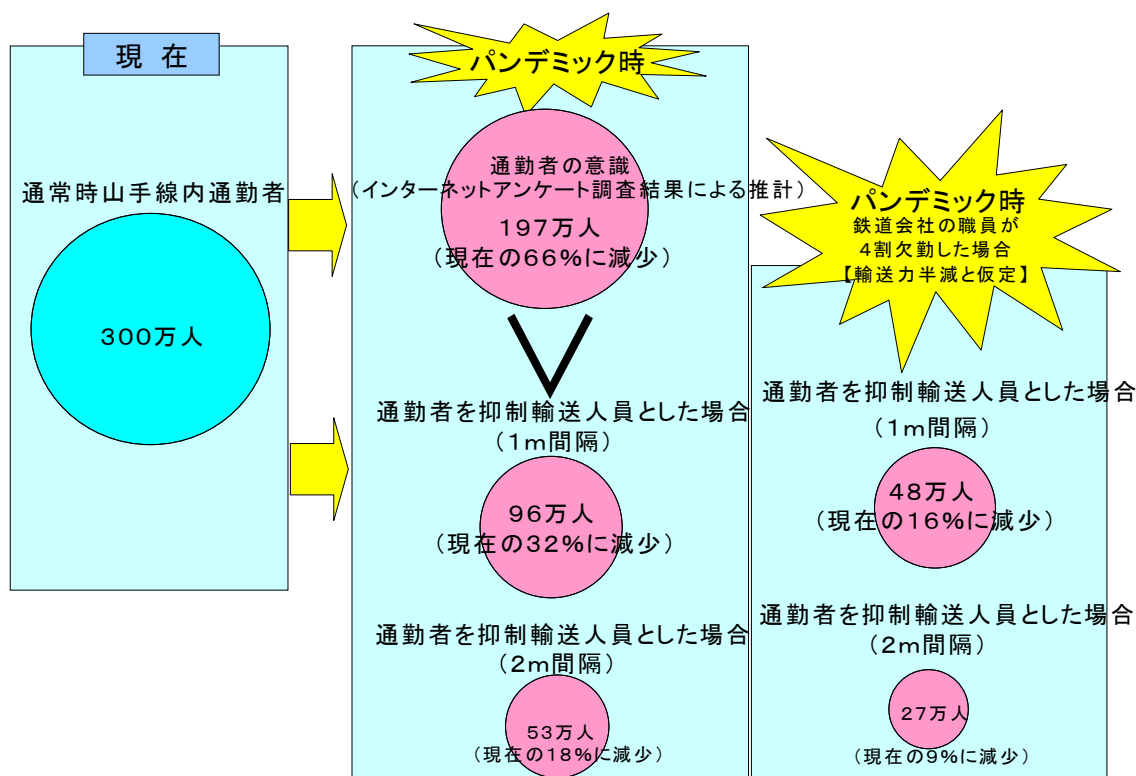 現 在
通常時山手線内通勤者
300万人
パンデミック時
通勤者の意識
(インターネットアンケート調査結果による推計)
197万人
(現在の66%に減少)
通勤者を抑制輸送人員とした場合
(1m間隔)
96万人
(現在の32%に減少)
通勤者を抑制輸送人員とした場合
(2m間隔)
53万人
(現在の18%に減少)
パンデミック時
鉄道会社の職員が
4割欠勤した場合
【輸送力半減と仮定】
通勤者を抑制輸送人員とした場合
(1m間隔)
48万人
(現在の16%に減少)
通勤者を抑制輸送人員とした場合
(2m間隔)
27万人
(現在の9%に減少)